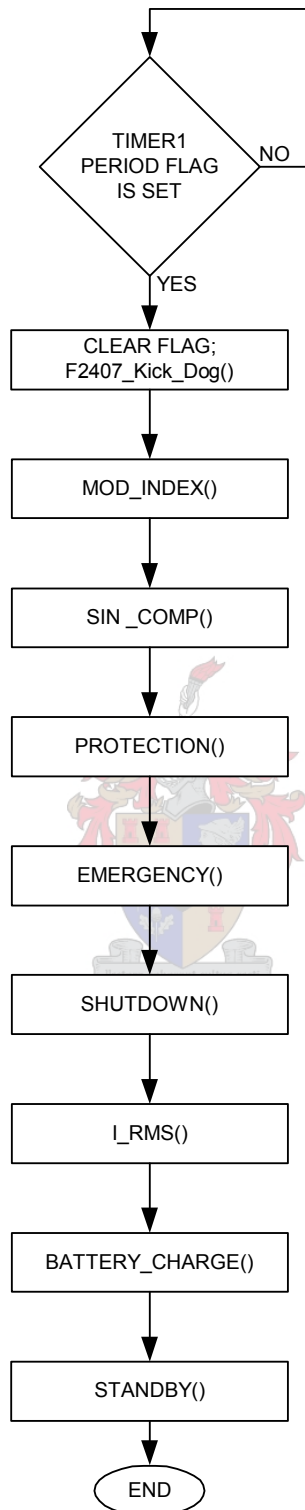 TIMER1
PERIOD FLAG
IS SET
NO
YES
CLEAR FLAG;
F2407_Kick_Dog()
MOD_INDEX()
SIN _COMP()
PROTECTION()
EMERGENCY()
SHUTDOWN()
I_RMS()
BATTERY_CHARGE()
STANDBY()
END